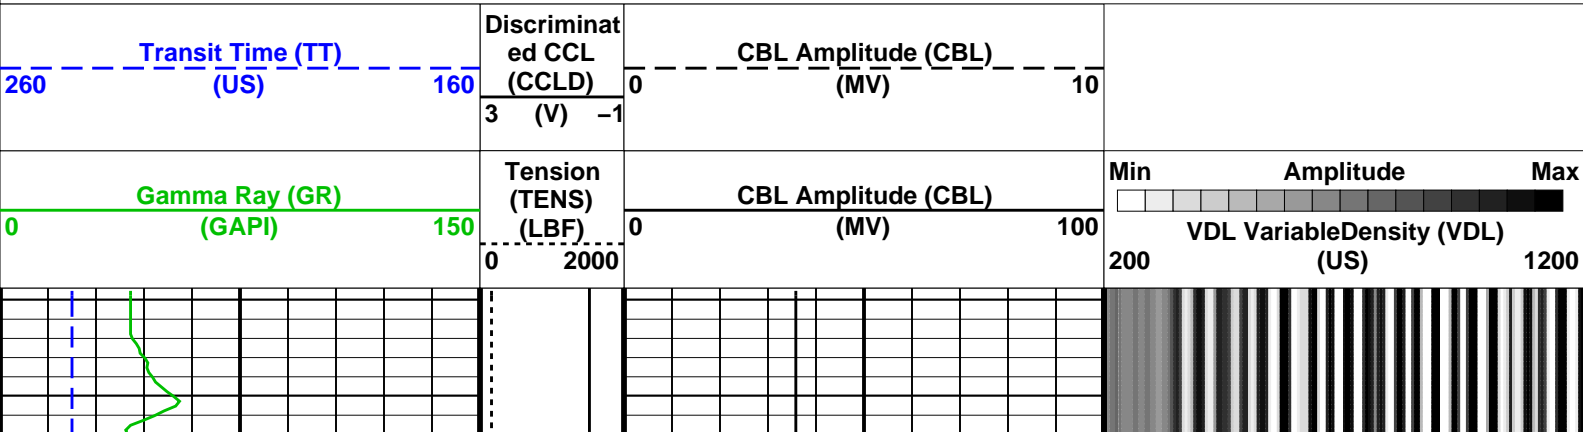 Transit Time (TT)
260 (US) 160
Discriminat
ed CCL
(CCLD)
3 (V) −1
CBL Amplitude (CBL)
0 (MV) 10
Gamma Ray (GR)
0 (GAPI) 150
Tension
(TENS)
(LBF)
0 2000
CBL Amplitude (CBL)
0 (MV) 100
Min Amplitude Max
VDL VariableDensity (VDL)
200 (US) 1200